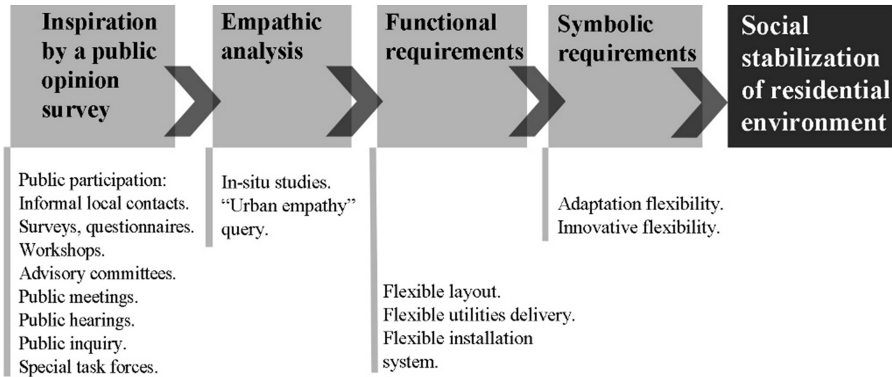 Inspiration
by a public
opinion
survey
Empathic
analysis
Functional
requirements
Symbolic
requirements
Social
stabilization
of residential
environment
Public participation:
Informal local contacts.
Surveys, questionnaires.
Workshops.
Advisory committees.
Public meetings.
Public hearings.
Public inquiry.
Special task forces.
In-situ studies.
“Urban empathy”
query.
Flexible layout.
Flexible utilities delivery.
Flexible installation
system.
Adaptation flexibility.
Innovative flexibility.